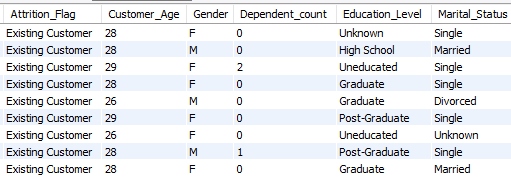 Attrition_Flag Customer_Age Gender Dependent_count Education_Level Marital_Status
Existing Customer 28 F 0 Unknown Single
Existing Customer 28 M 0 High School Married
Existing Customer 29 F 2 Uneducated Single
Existing Customer 28 F 0 Graduate Single
Existing Customer 26 M 0 Graduate Divorced
Existing Customer 29 F 0 Post-Graduate Single
Existing Customer 26 F 0 Uneducated Unknown
Existing Customer 28 M 1 Post-Graduate Single
Existing Customer 28 F 0 Graduate Married